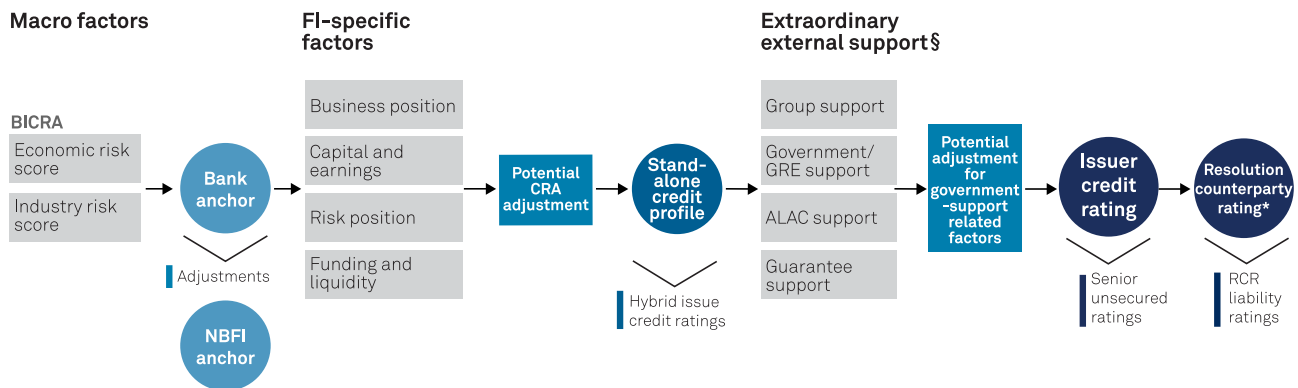 Macro factors
FI-specific
factors
Extraordinary
external support§
BICRA
Economic risk
score
Industry risk
score
Bank
anchor
Adjustments
NBFI
anchor
Business position
Capital and
earnings
Risk position
Funding and
liquidity
Potential
CRA
adjustment
Stand-
alone
credit
profile
Hybrid issue
credit ratings
Group support
Government/
GRE support
ALAC support
Guarantee
support
Potential
adjustment
for
government
-support
related
factors
Issuer
credit
rating
Senior
unsecured
ratings
Resolution
counterparty
rating*
RCR
liability
ratings